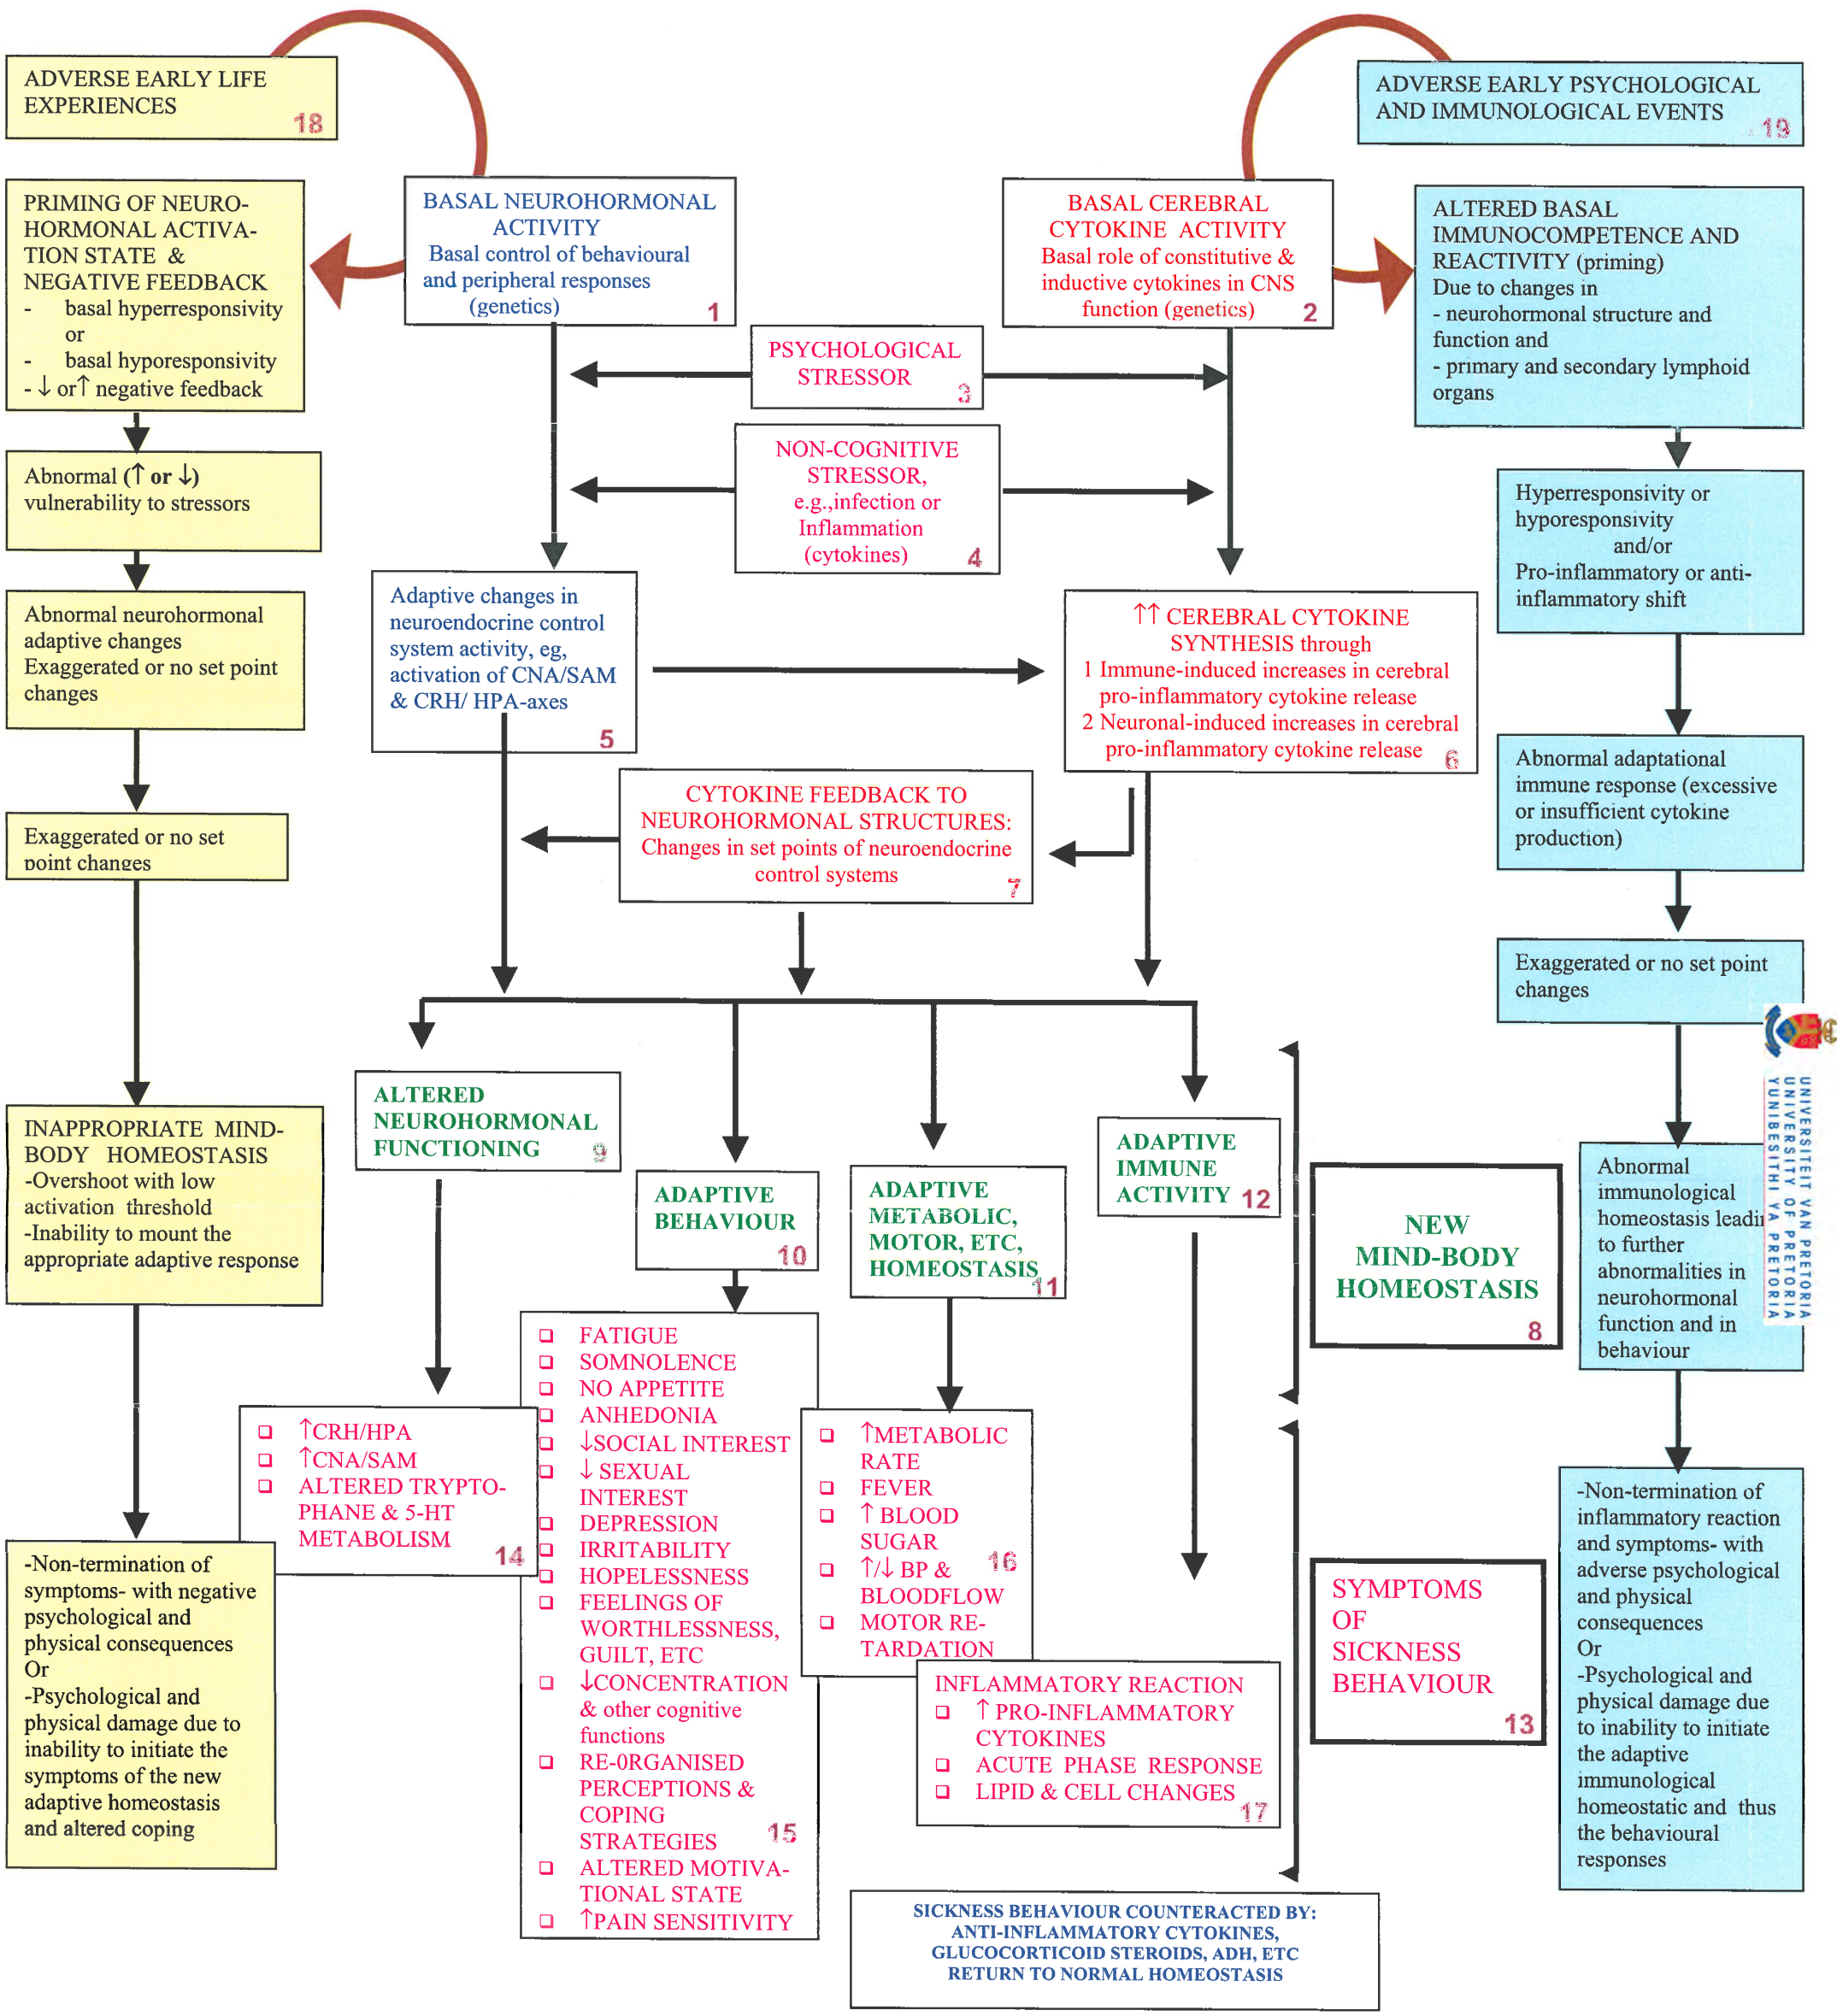 ADVERSE EARLY LIFE
EXPERIENCES
18
ADVERSE EARLY PSYCHOLOGICAL
AND IMMUNOLOGICAL EVENTS
19
PRIMING OF NEURO-
HORMONAL ACTIVA-
TION STATE &
NEGATIVE FEEDBACK
- basal hyperresponsivity
or
- basal hyporesponsivity
- ↓ or↑ negative feedback
BASAL NEUROHORMONAL
ACTIVITY
Basal control of behavioural
and peripheral responses
(genetics)
1
BASAL CEREBRAL
CYTOKINE ACTIVITY
Basal role of constitutive &
inductive cytokines in CNS
function (genetics)
2
ALTERED BASAL
IMMUNOCOMPETENCE AND
REACTIVITY (priming)
Due to changes in
- neurohormonal structure and
function and
- primary and secondary lymphoid
organs
PSYCHOLOGICAL
STRESSOR
3
NON-COGNITIVE
STRESSOR,
e.g.,infection or
Inflammation
(cytokines)
4
Abnormal (↑ or ↓)
vulnerability to stressors
Hyperresponsivity or
hyporesponsivity
and/or
Pro-inflammatory or anti-
inflammatory shift
Abnormal neurohormonal
adaptive changes
Exaggerated or no set point
changes
Adaptive changes in
neuroendocrine control
system activity, eg,
activation of CNA/SAM
& CRH/ HPA-axes
5
↑↑ CEREBRAL CYTOKINE
SYNTHESIS through
1 Immune-induced increases in cerebral
pro-inflammatory cytokine release
2 Neuronal-induced increases in cerebral
pro-inflammatory cytokine release
6
Abnormal adaptational
immune response (excessive
or insufficient cytokine
production)
Exaggerated or no set
point changes
CYTOKINE FEEDBACK TO
NEUROHORMONAL STRUCTURES:
Changes in set points of neuroendocrine
control systems
7
Exaggerated or no set point
changes
UNIVERSITEIT VAN PRETORIA
UNIVERSITY OF PRETORIA
YUNIBESITHI YA PRETORIA
INAPPROPRIATE MIND-
BODY HOMEOSTASIS
-Overshoot with low
activation threshold
-Inability to mount the
appropriate adaptive response
ALTERED
NEUROHORMONAL
FUNCTIONING
9
ADAPTIVE
BEHAVIOUR
10
ADAPTIVE
METABOLIC,
MOTOR, ETC,
HOMEOSTASIS
11
ADAPTIVE
IMMUNE
ACTIVITY
12
NEW
MIND-BODY
HOMEOSTASIS
8
Abnormal
immunological
homeostasis leadi
to further
abnormalities in
neurohormonal
function and in
behaviour
❑ ↑CRH/HPA
❑ ↑CNA/SAM
❑ ALTERED TRYPTO-
PHANE & 5-HT
METABOLISM
14
❑ FATIGUE
❑ SOMNOLENCE
❑ NO APPETITE
❑ ANHEDONIA
❑ ↓SOCIAL INTEREST
❑ ↓ SEXUAL
INTEREST
❑ DEPRESSION
❑ IRRITABILITY
❑ HOPELESSNESS
❑ FEELINGS OF
WORTHLESSNESS,
GUILT, ETC
❑ ↓CONCENTRATION
& other cognitive
functions
❑ RE-0RGANISED
PERCEPTIONS &
COPING
STRATEGIES
❑ ALTERED MOTIVA-
TIONAL STATE
❑ ↑PAIN SENSITIVITY
15
❑ ↑METABOLIC
RATE
❑ FEVER
❑ ↑ BLOOD
SUGAR
❑ ↑/↓ BP &
BLOODFLOW
❑ MOTOR RE-
TARDATION
16
INFLAMMATORY REACTION
❑ ↑ PRO-INFLAMMATORY
CYTOKINES
❑ ACUTE PHASE RESPONSE
❑ LIPID & CELL CHANGES
17
SYMPTOMS
OF
SICKNESS
BEHAVIOUR
13
-Non-termination of
symptoms- with negative
psychological and
physical consequences
Or
-Psychological and
physical damage due to
inability to initiate the
symptoms of the new
adaptive homeostasis
and altered coping
-Non-termination of
inflammatory reaction
and symptoms- with
adverse psychological
and physical
consequences
Or
-Psychological and
physical damage due
to inability to initiate
the adaptive
immunological
homeostatic and thus
the behavioural
responses
SICKNESS BEHAVIOUR COUNTERACTED BY:
ANTI-INFLAMMATORY CYTOKINES,
GLUCOCORTICOID STEROIDS, ADH, ETC
RETURN TO NORMAL HOMEOSTASIS